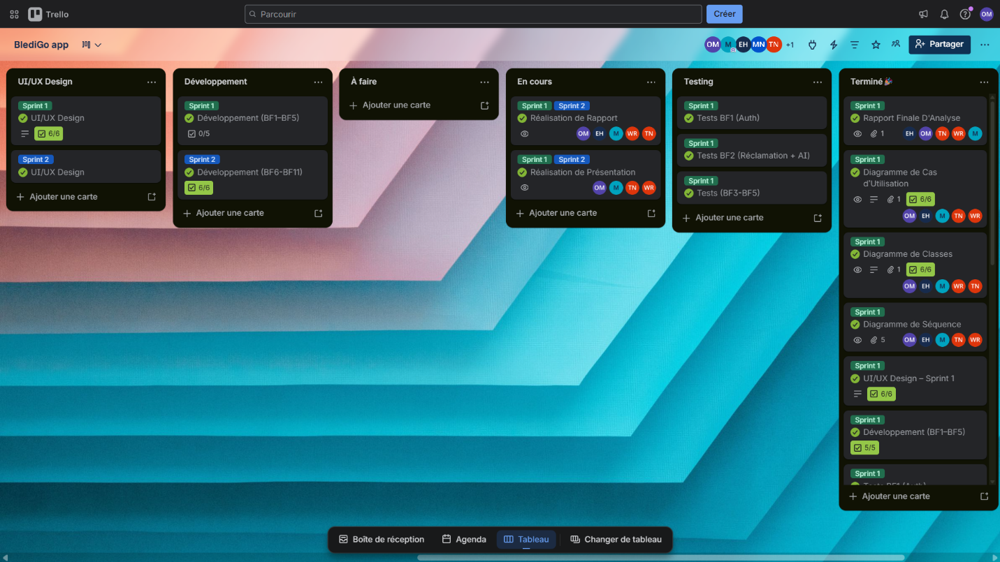 Trello
Parcourir
Créer
OM
BlediGo app
OM M EH MN TN +1
Partager
UI/UX Design
Sprint 1
UI/UX Design
6/6
Sprint 2
UI/UX Design
Ajouter une carte
Développement
Sprint 1
Développement (BF1–BF5)
0/5
Sprint 2
Développement (BF6-BF11)
6/6
Ajouter une carte
À faire
Ajouter une carte
En cours
Sprint 1 Sprint 2
Réalisation de Rapport
OM EH M WR TN
Sprint 1 Sprint 2
Réalisation de Présentation
OM M TN WR
Ajouter une carte
Testing
Sprint 1
Tests BF1 (Auth)
Sprint 1
Tests BF2 (Réclamation + AI)
Sprint 1
Tests (BF3-BF5)
Ajouter une carte
Terminé🎉
Sprint 1
Rapport Finale D'Analyse
1 EH OM TN WR M
Sprint 1
Diagramme de Cas
d'Utilisation
1 6/6
OM EH M TN WR
Sprint 1
Diagramme de Classes
1 6/6
OM EH M WR TN
Sprint 1
Diagramme de Séquence
5 OM EH M TN WR
Sprint 1
UI/UX Design – Sprint 1
6/6
Sprint 1
Développement (BF1–BF5)
5/5
Sprint 1
Tests BF1 (Auth)
Ajouter une carte
Boîte de réception
Agenda
Tableau
Changer de tableau